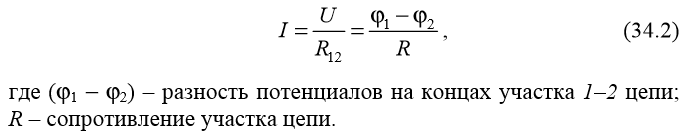 I = U / R₁₂ = (φ₁ − φ₂) / R , (34.2)
где (φ₁ − φ₂) – разность потенциалов на концах участка 1–2 цепи;
R – сопротивление участка цепи.